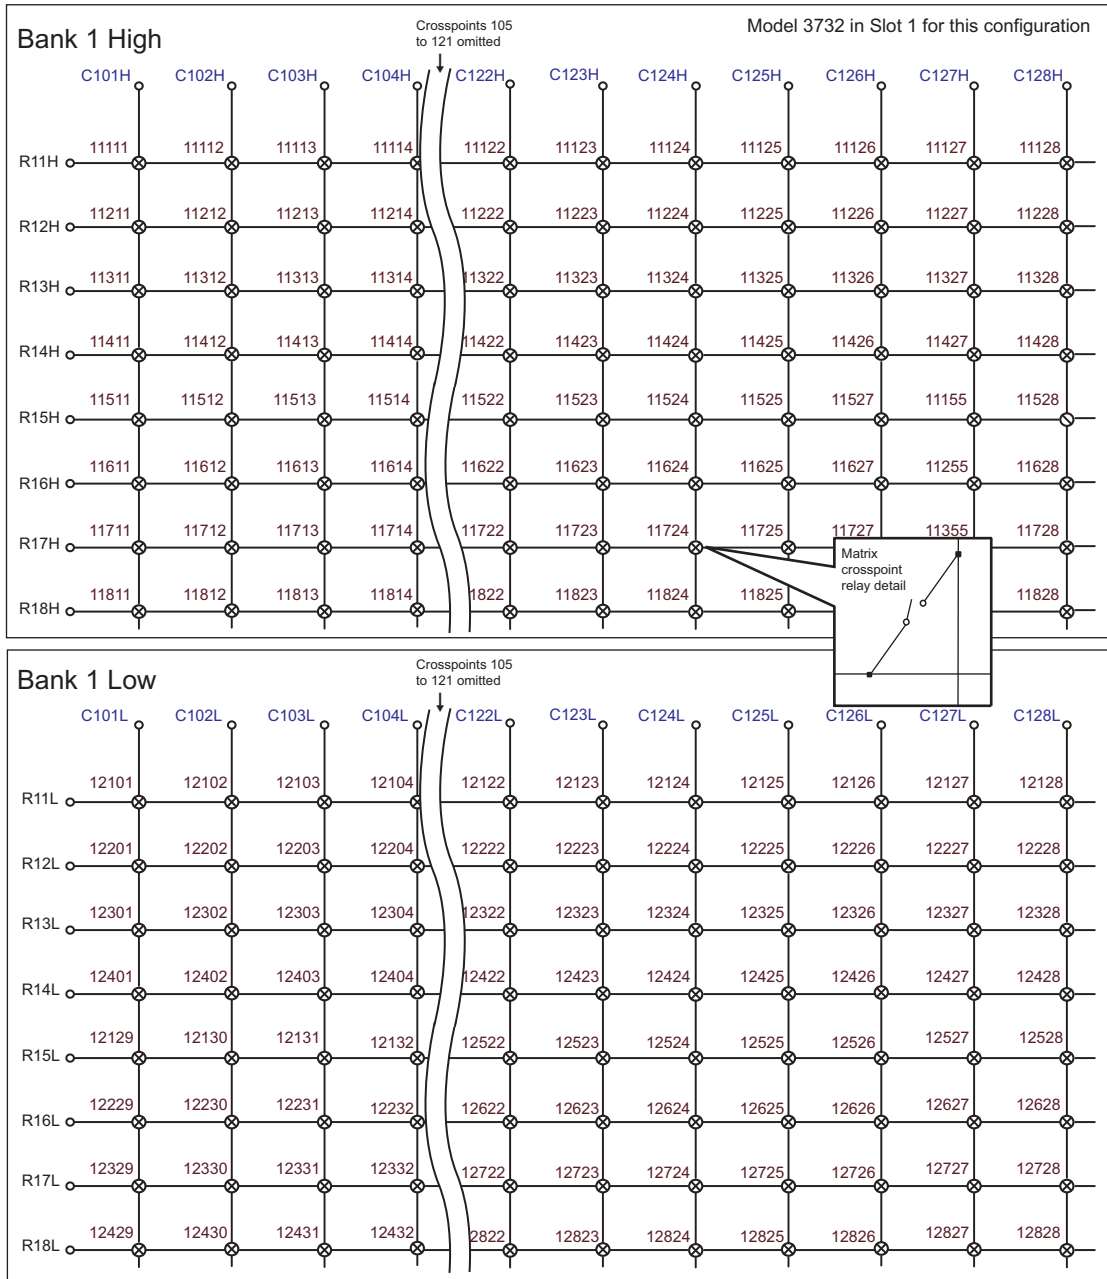 Bank 1 High
Crosspoints 105
to 121 omitted
Model 3732 in Slot 1 for this configuration
C101H C102H C103H C104H C122H C123H C124H C125H C126H C127H C128H
R11H 11111 11112 11113 11114 11122 11123 11124 11125 11126 11127 11128
R12H 11211 11212 11213 11214 11222 11223 11224 11225 11226 11227 11228
R13H 11311 11312 11313 11314 11322 11323 11324 11325 11326 11327 11328
R14H 11411 11412 11413 11414 11422 11423 11424 11425 11426 11427 11428
R15H 11511 11512 11513 11514 11522 11523 11524 11525 11527 11155 11528
R16H 11611 11612 11613 11614 11622 11623 11624 11625 11627 11255 11628
R17H 11711 11712 11713 11714 11722 11723 11724 11725 11727 11355 11728
R18H 11811 11812 11813 11814 11822 11823 11824 11825 11828
Matrix
crosspoint
relay detail
Bank 1 Low
Crosspoints 105
to 121 omitted
C101L C102L C103L C104L C122L C123L C124L C125L C126L C127L C128L
R11L 12101 12102 12103 12104 12122 12123 12124 12125 12126 12127 12128
R12L 12201 12202 12203 12204 12222 12223 12224 12225 12226 12227 12228
R13L 12301 12302 12303 12304 12322 12323 12324 12325 12326 12327 12328
R14L 12401 12402 12403 12404 12422 12423 12424 12425 12426 12427 12428
R15L 12129 12130 12131 12132 12522 12523 12524 12525 12526 12527 12528
R16L 12229 12230 12231 12232 12622 12623 12624 12625 12626 12627 12628
R17L 12329 12330 12331 12332 12722 12723 12724 12725 12726 12727 12728
R18L 12429 12430 12431 12432 2822 12823 12824 12825 12826 12827 12828